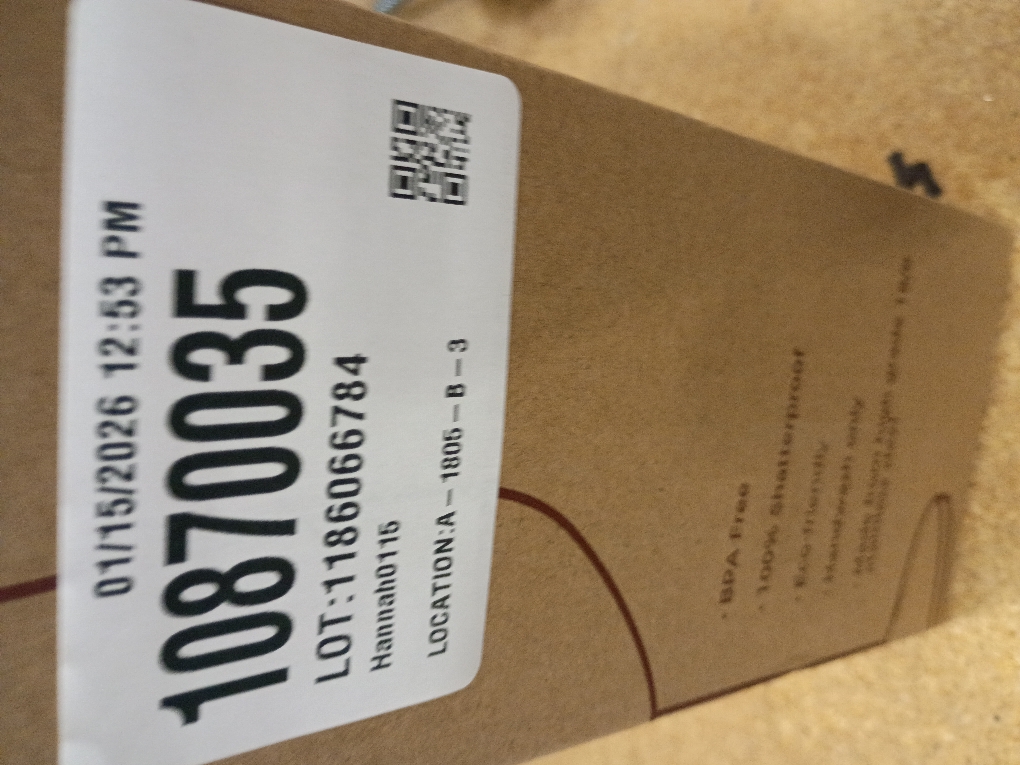 01/15/2026 12:53 PM
10870035
LOT:1186066784
Hannah0115
LOCATION:A-1805-B-3
· BPA Free
· 100% Shatterproof
· Eco-friendly
· Handwash only